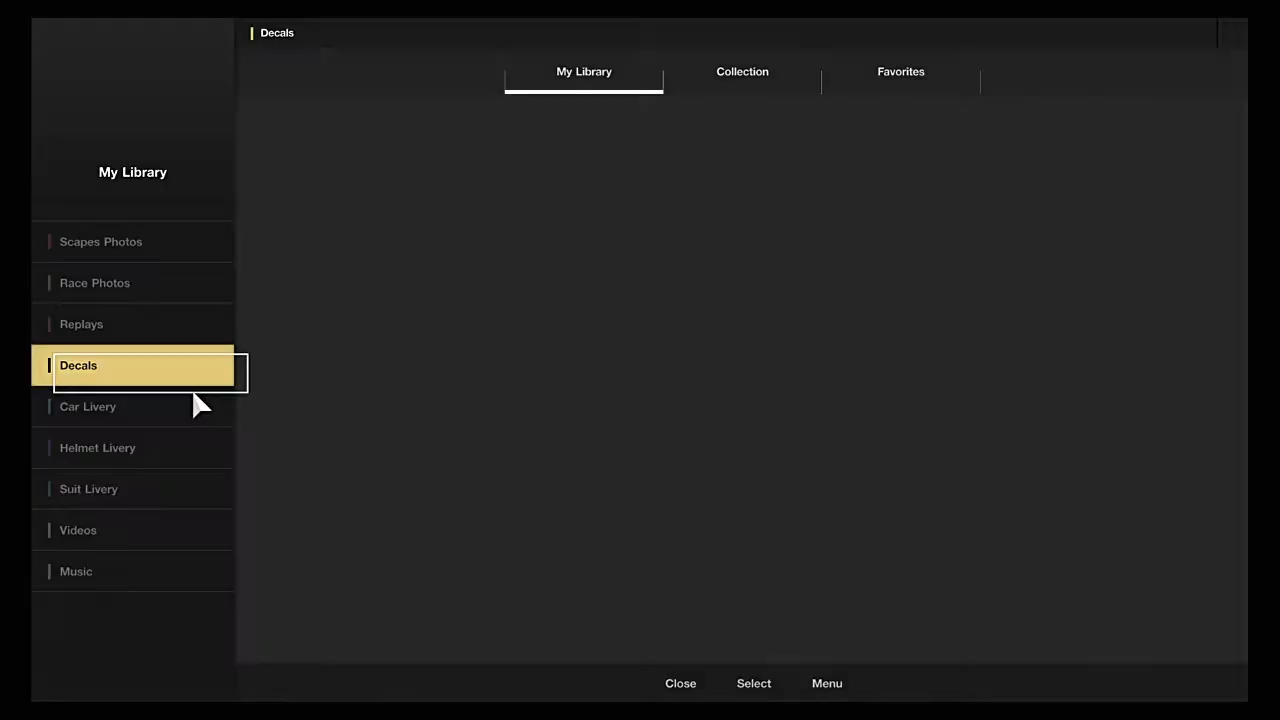 Decals
My Library
Collection
Favorites
My Library
Scapes Photos
Race Photos
Replays
Decals
Car Livery
Helmet Livery
Suit Livery
Videos
Music
Close
Select
Menu